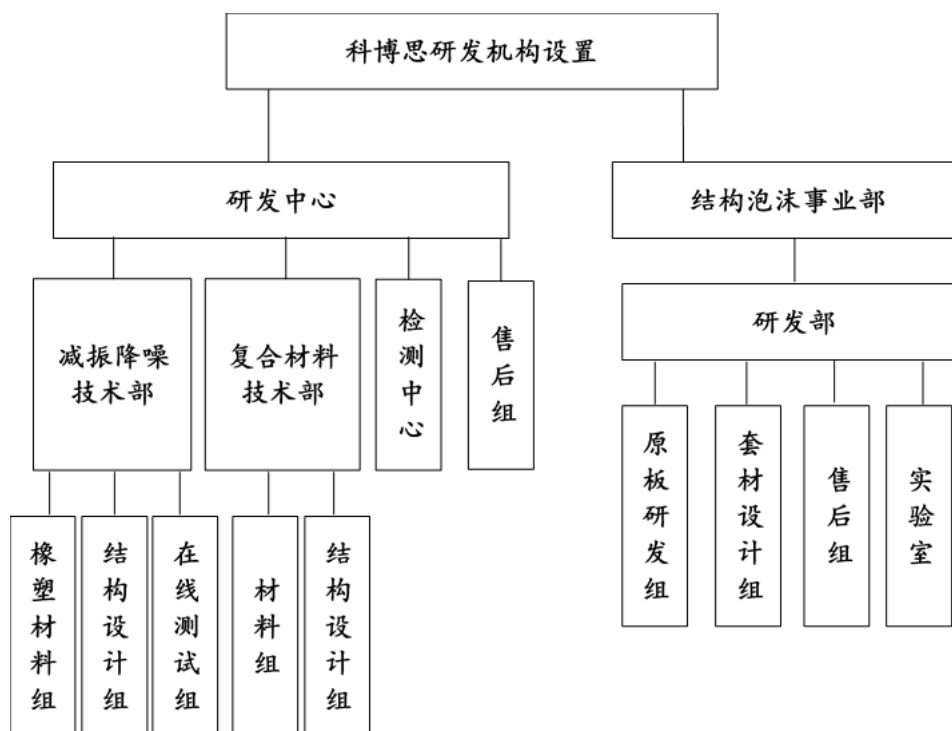 科博思研发机构设置
研发中心
结构泡沫事业部
减振降噪
技术部
复合材料
技术部
检测中心
售后组
研发部
原板研发组
套材设计组
售后组
实验室
橡塑材料组
结构设计组
在线测试组
材料组
结构设计组